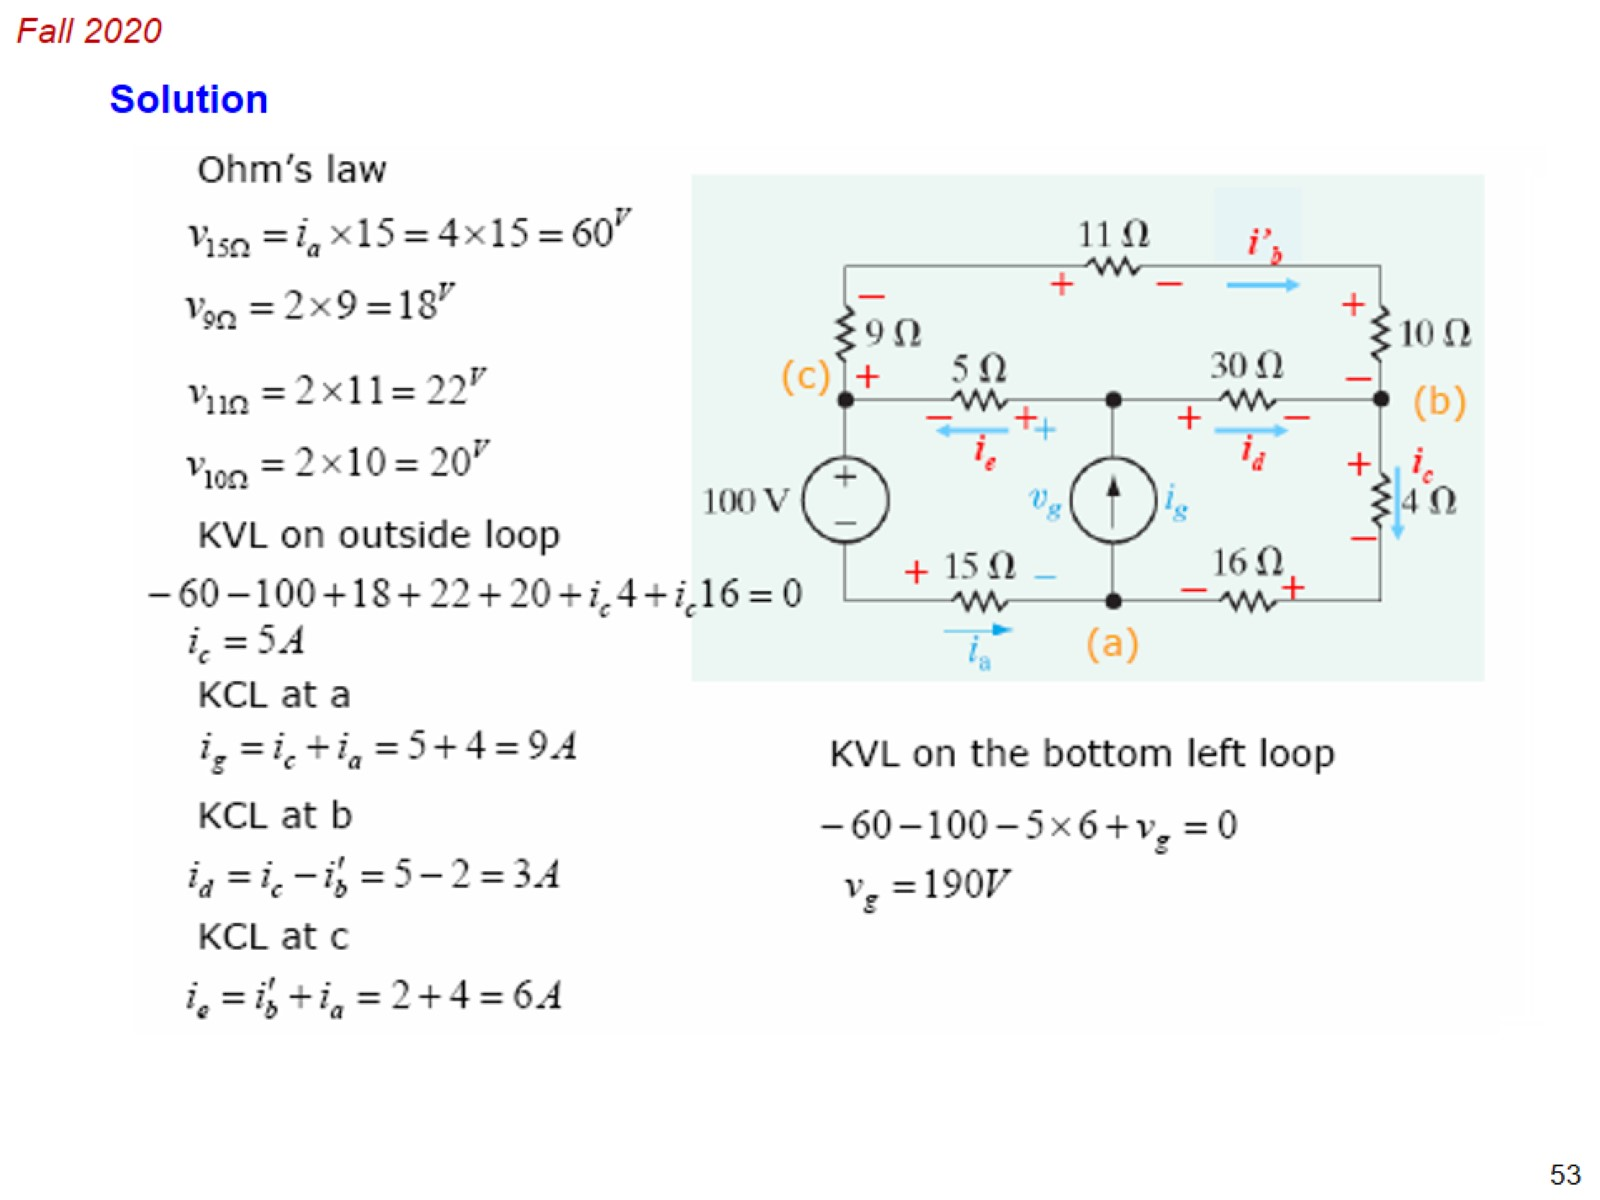 Fall 2020
Solution
Ohm's law
v15Ω = ia ×15 = 4×15 = 60V
v9Ω = 2×9 = 18V
v11Ω = 2×11 = 22V
v10Ω = 2×10 = 20V
KVL on outside loop
−60−100+18+22+20+ic4+ic16 = 0
ic = 5A
KCL at a
ig = ic + ia = 5+4 = 9A
KCL at b
id = ic − i′b = 5−2 = 3A
KCL at c
ie = i′b + ia = 2+4 = 6A
11 Ω
i'b
+ −
− +
9 Ω
10 Ω
5 Ω
30 Ω
(c) + −
(b)
− + + + −
ie
id
+ ic
100 V + −
vg
ig
4 Ω
−
+ 15 Ω −
− 16 Ω +
ia
(a)
KVL on the bottom left loop
−60−100−5×6+vg = 0
vg = 190V
53